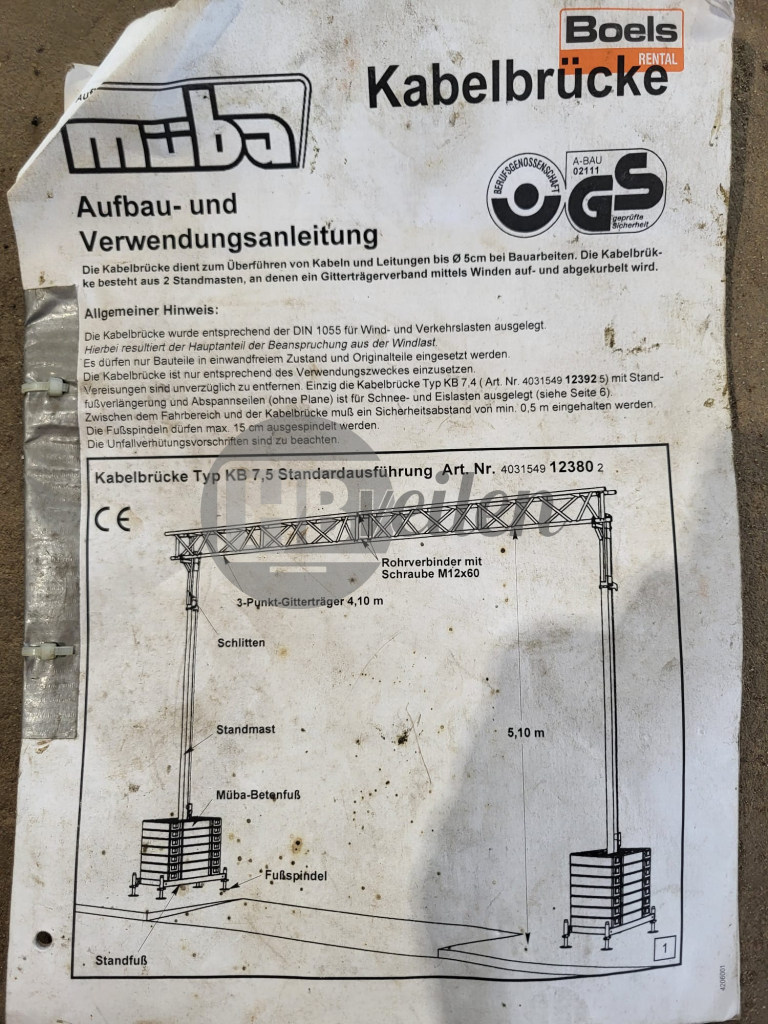 Boels
RENTAL
Kabelbrücke
müba
BERUFSGENOSSENSCHAFT
A-BAU
02111
GS
geprüfte
Sicherheit
Aufbau- und
Verwendungsanleitung
Die Kabelbrücke dient zum Überführen von Kabeln und Leitungen bis Ø 5cm bei Bauarbeiten. Die Kabelbrük-
ke besteht aus 2 Standmasten, an denen ein Gitterträgerverband mittels Winden auf- und abgekurbelt wird.
Allgemeiner Hinweis:
Die Kabelbrücke wurde entsprechend der DIN 1055 für Wind- und Verkehrslasten ausgelegt.
Hierbei resultiert der Hauptanteil der Beanspruchung aus der Windlast.
Es dürfen nur Bauteile in einwandfreiem Zustand und Originalteile eingesetzt werden.
Die Kabelbrücke ist nur entsprechend des Verwendungszweckes einzusetzen.
Vereisungen sind unverzüglich zu entfernen. Einzig die Kabelbrücke Typ KB 7.4 ( Art. Nr. 4031549 12392 5) mit Stand-
fußverlängerung und Abspannseilen (ohne Plane) ist für Schnee- und Eislasten ausgelegt (siehe Seite 6).
Zwischen dem Fahrbereich und der Kabelbrücke muß ein Sicherheitsabstand von min. 0,5 m eingehalten werden.
Die Fußspindeln dürfen max. 15 cm ausgespindelt werden.
Die Unfallverhütungsvorschriften sind zu beachten.
Kabelbrücke Typ KB 7,5 Standardausführung Art. Nr. 4031549 12380 2
CE
HBveilen
Rohrverbinder mit
Schraube M12x60
3-Punkt-Gitterträger 4,10 m
Schlitten
Standmast
5,10 m
Müba-Betonfuß
Fußspindel
Standfuß
1
4206001